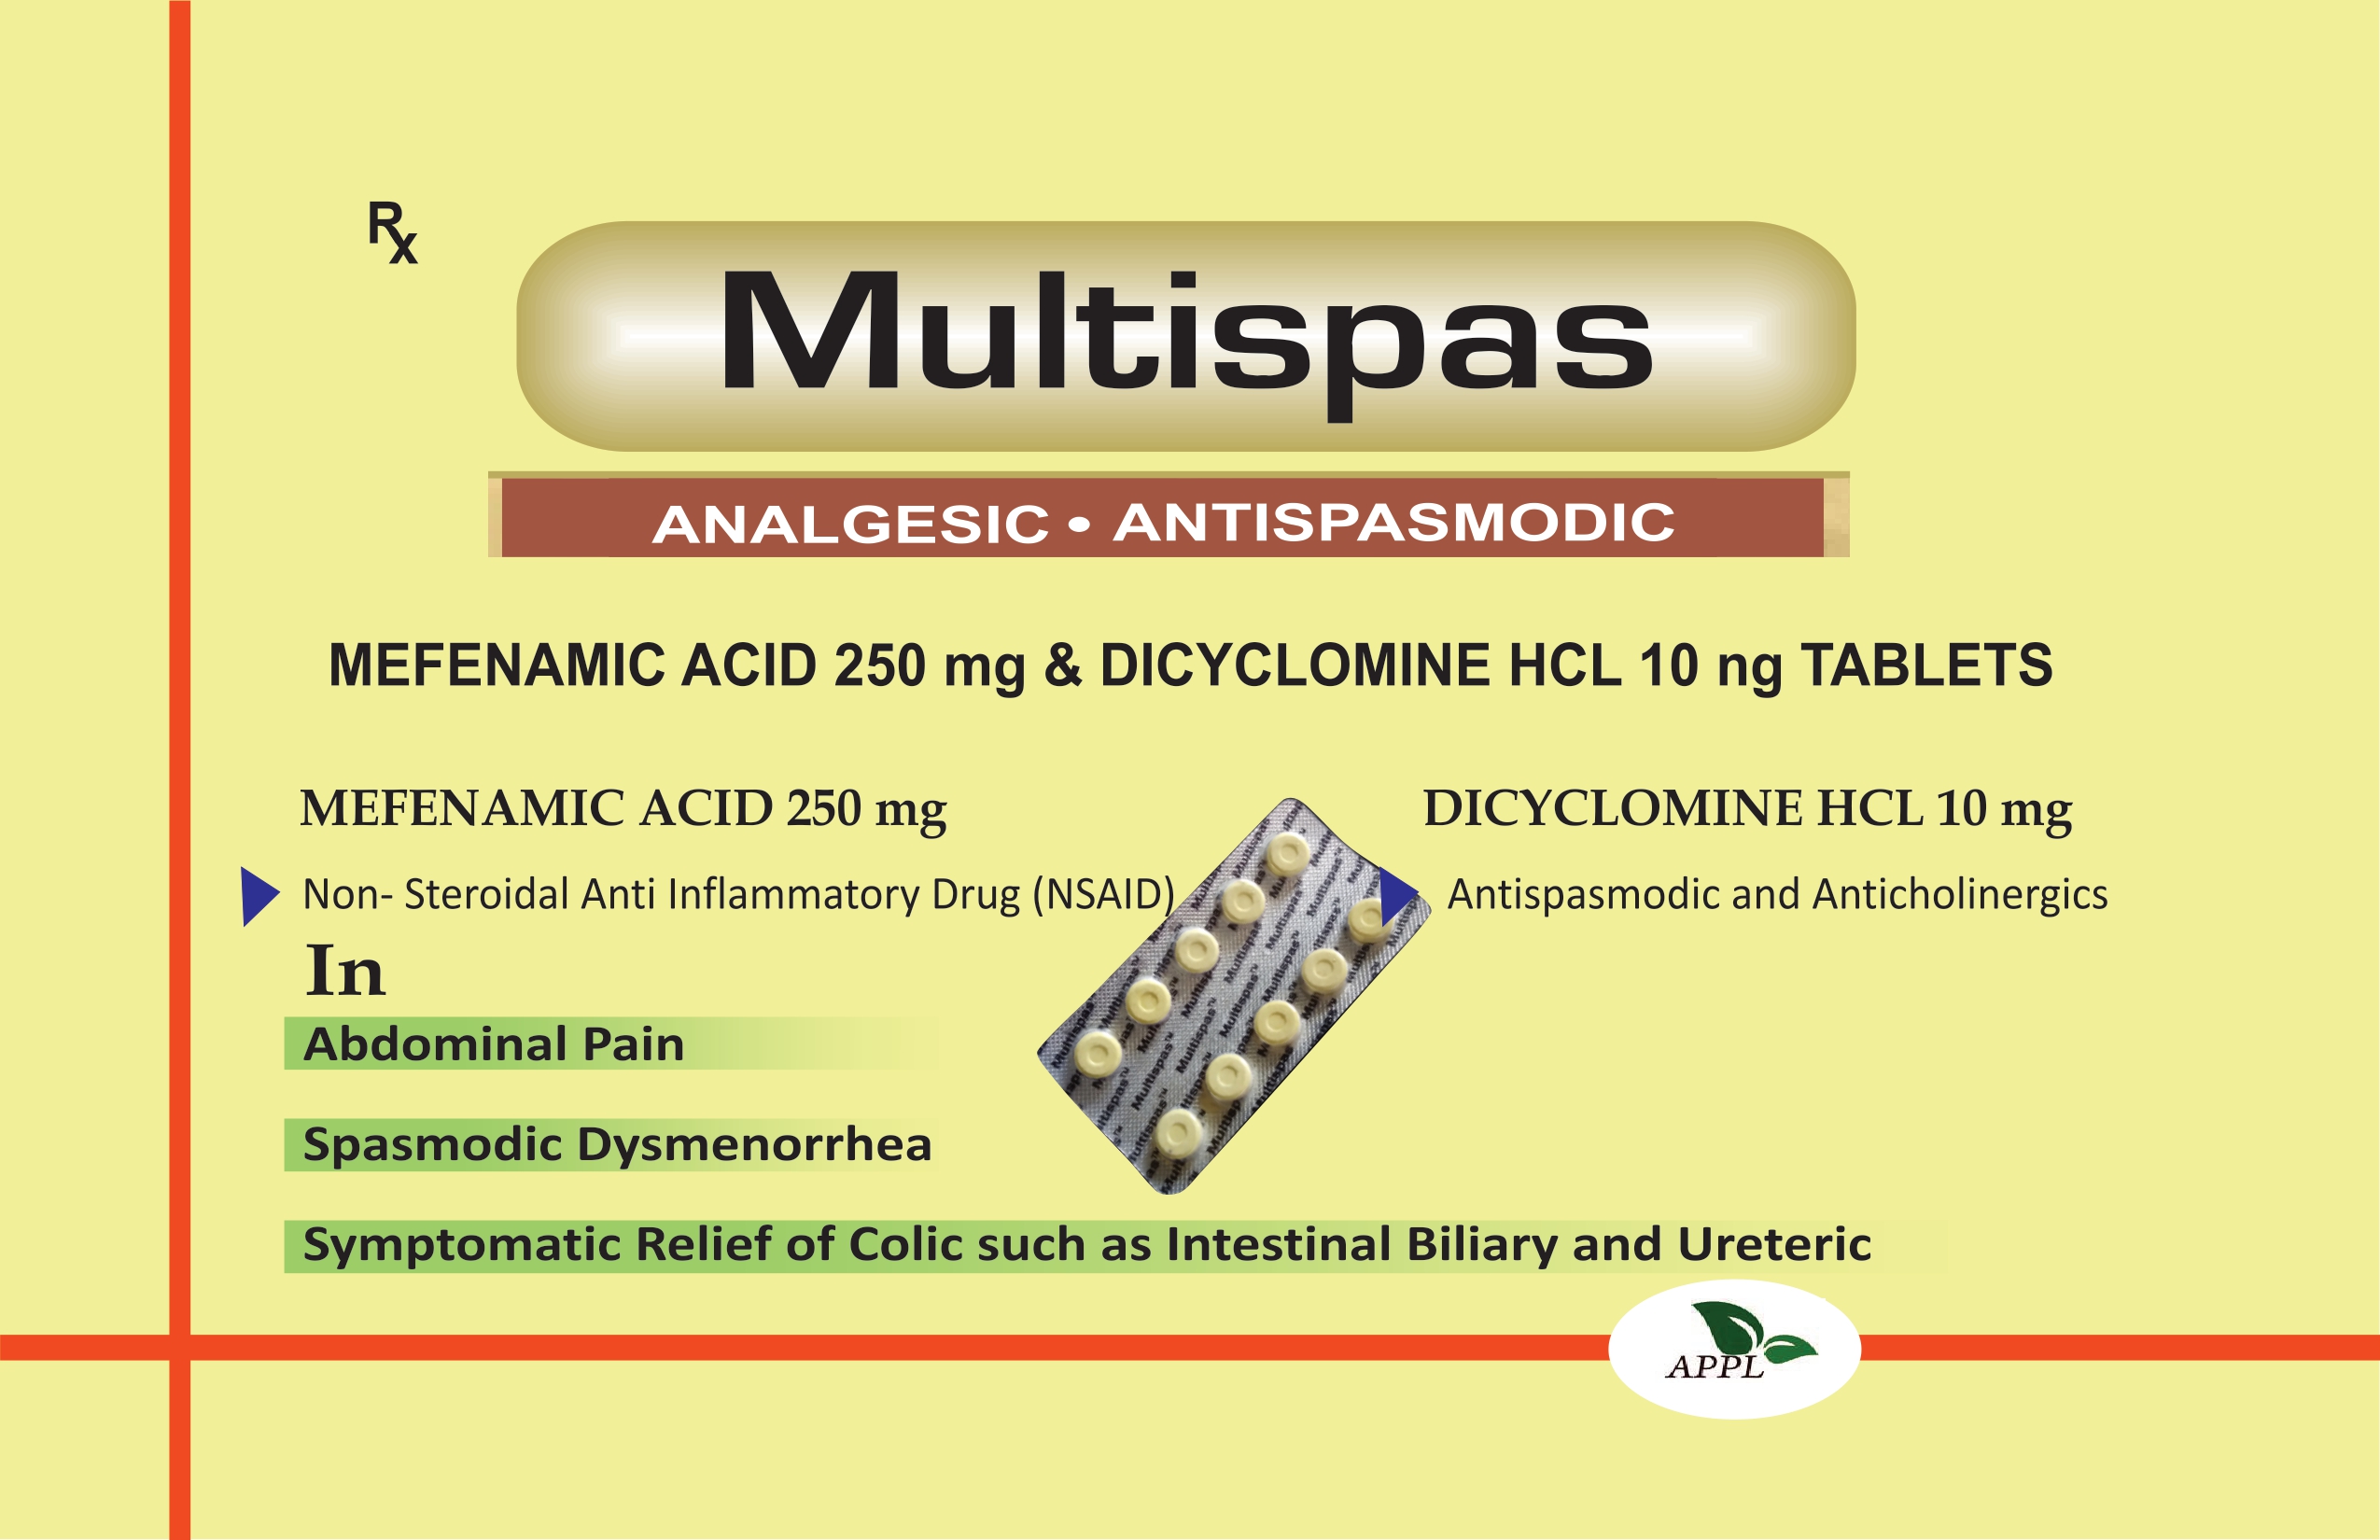 Rx
Multispas
ANALGESIC • ANTISPASMODIC
MEFENAMIC ACID 250 mg & DICYCLOMINE HCL 10 ng TABLETS
MEFENAMIC ACID 250 mg
DICYCLOMINE HCL 10 mg
Non- Steroidal Anti Inflammatory Drug (NSAID)
Antispasmodic and Anticholinergics
In
Abdominal Pain
Spasmodic Dysmenorrhea
Symptomatic Relief of Colic such as Intestinal Biliary and Ureteric
APPL